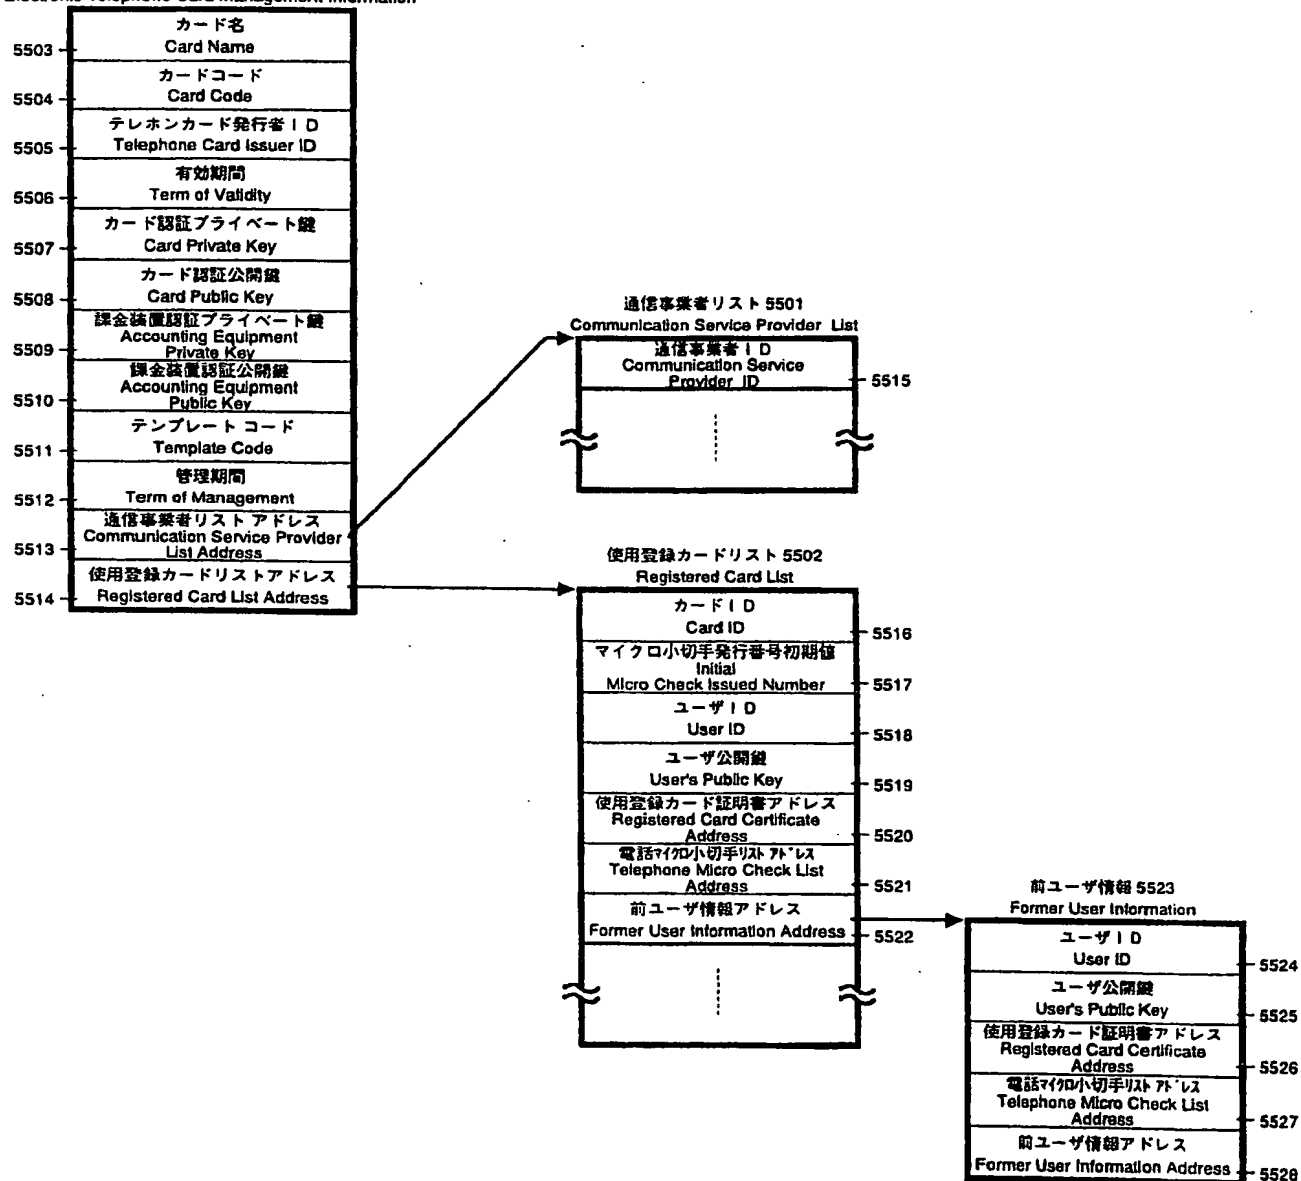 Electronic Telephone Card Management Information
カード名
Card Name
5503
カードコード
Card Code
5504
テレホンカード発行者ID
Telephone Card Issuer ID
5505
有効期間
Term of Validity
5506
カード認証プライベート鍵
Card Private Key
5507
カード認証公開鍵
Card Public Key
5508
課金装置認証プライベート鍵
Accounting Equipment
Private Key
5509
課金装置認証公開鍵
Accounting Equipment
Public Key
5510
テンプレート コード
Template Code
5511
管理期間
Term of Management
5512
通信事業者リスト アドレス
Communication Service Provider
List Address
5513
使用登録カードリストアドレス
Registered Card List Address
5514
通信事業者リスト 5501
Communication Service Provider List
通信事業者ID
Communication Service
Provider ID
5515
使用登録カードリスト 5502
Registered Card List
カードID
Card ID
5516
マイクロ小切手発行番号初期値
Initial
Micro Check Issued Number
5517
ユーザID
User ID
5518
ユーザ公開鍵
User's Public Key
5519
使用登録カード証明書アドレス
Registered Card Certificate
Address
5520
電話マイクロ小切手リスト アドレス
Telephone Micro Check List
Address
5521
前ユーザ情報アドレス
Former User Information Address
5522
前ユーザ情報 5523
Former User Information
ユーザID
User ID
5524
ユーザ公開鍵
User's Public Key
5525
使用登録カード証明書アドレス
Registered Card Certificate
Address
5526
電話マイクロ小切手リスト アドレス
Telephone Micro Check List
Address
5527
前ユーザ情報アドレス
Former User Information Address
5528